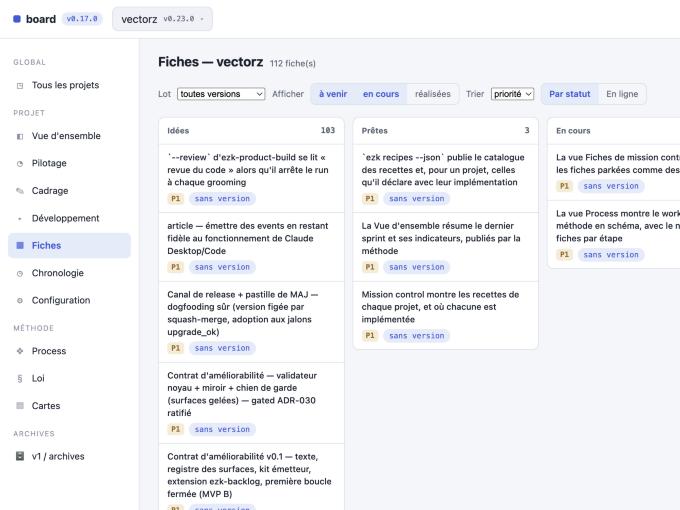 board v0.17.0 vectorz v0.23.0
GLOBAL
Tous les projets
PROJET
Vue d'ensemble
Pilotage
Cadrage
Développement
Fiches
Chronologie
Configuration
MÉTHODE
Process
§ Loi
Cartes
ARCHIVES
v1 / archives
Fiches — vectorz 112 fiche(s)
Lot toutes versions Afficher à venir en cours réalisées Trier priorité Par statut En ligne
Idées 103
`--review` d'ezk-product-build se lit «
revue du code » alors qu'il arrête le run
à chaque grooming
P1 sans version
article — émettre des events en restant
fidèle au fonctionnement de Claude
Desktop/Code
P1 sans version
Canal de release + pastille de MAJ —
dogfooding sûr (version figée par
squash-merge, adoption aux jalons
upgrade_ok)
P1 sans version
Contrat d'améliorabilité — validateur
noyau + miroir + chien de garde
(surfaces gelées) — gated ADR-030
ratifié
P1 sans version
Contrat d'améliorabilité v0.1 — texte,
registre des surfaces, kit émetteur,
extension ezk-backlog, première boucle
fermée (MVP B)
P1 sans version
Prêtes 3
`ezk recipes --json` publie le catalogue
des recettes et, pour un projet, celles
qu'il déclare avec leur implémentation
P1 sans version
La Vue d'ensemble résume le dernier
sprint et ses indicateurs, publiés par la
méthode
P1 sans version
Mission control montre les recettes de
chaque projet, et où chacune est
implémentée
P1 sans version
En cours
La vue Fiches de mission cont
les fiches parkées comme des
P1 sans version
La vue Process montre le work
méthode en schéma, avec le n
fiches par étape
P1 sans version